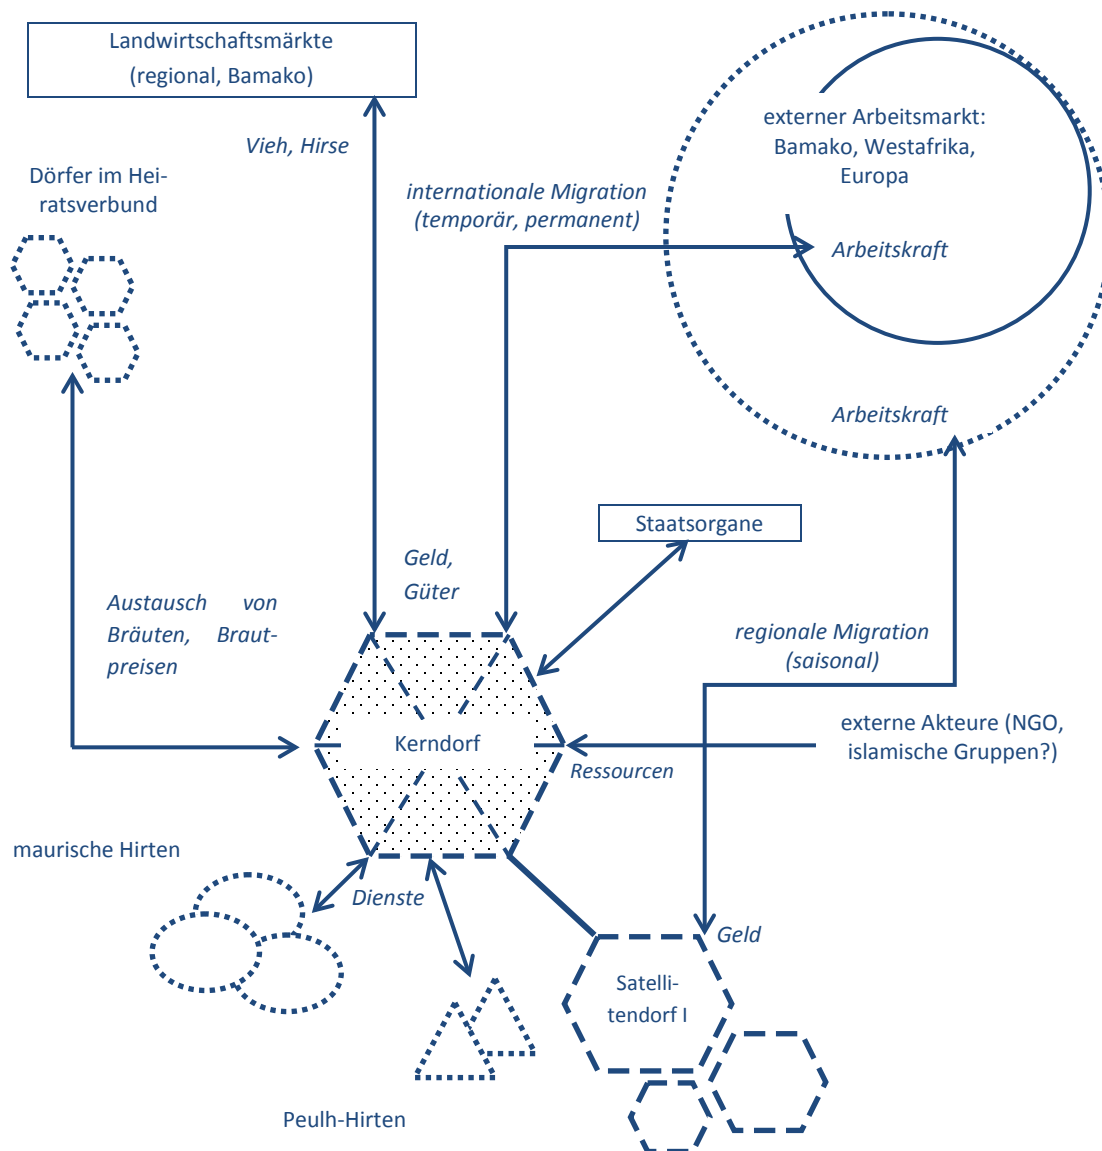 Landwirtschaftsmärkte
(regional, Bamako)
externer Arbeitsmarkt:
Bamako, Westafrika,
Europa
Vieh, Hirse
Dörfer im Hei-
ratsverbund
internationale Migration
(temporär, permanent)
Arbeitskraft
Arbeitskraft
Staatsorgane
Geld,
Güter
Austausch von
Bräuten, Braut-
preisen
regionale Migration
(saisonal)
externe Akteure (NGO,
islamische Gruppen?)
Kerndorf
Ressourcen
maurische Hirten
Dienste
Geld
Satelli-
tendorf I
Peulh-Hirten